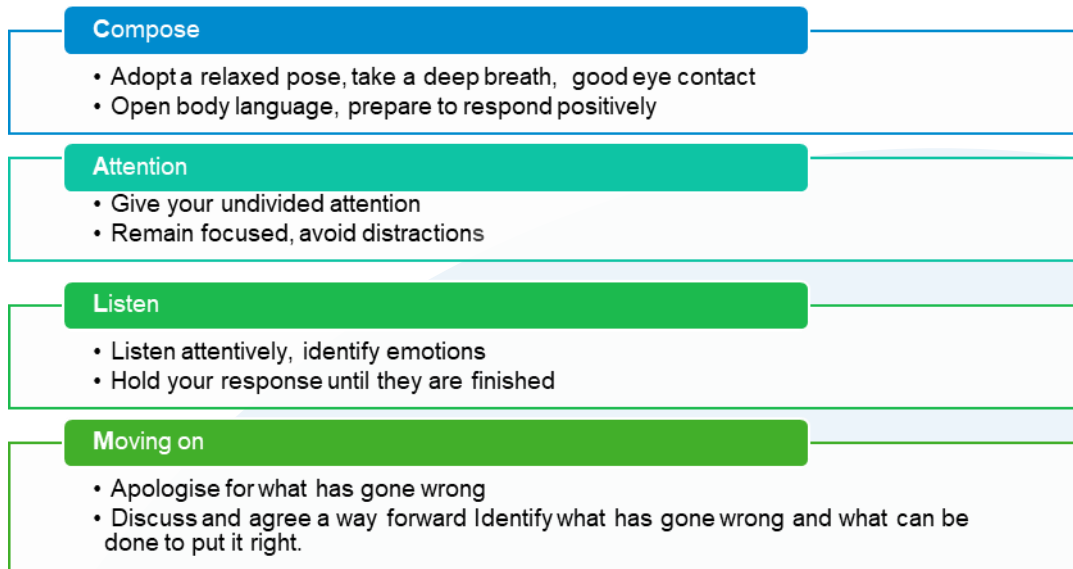 Compose
• Adopt a relaxed pose, take a deep breath, good eye contact
• Open body language, prepare to respond positively
Attention
• Give your undivided attention
• Remain focused, avoid distractions
Listen
• Listen attentively, identify emotions
• Hold your response until they are finished
Moving on
• Apologise for what has gone wrong
• Discuss and agree a way forward Identify what has gone wrong and what can be
done to put it right.